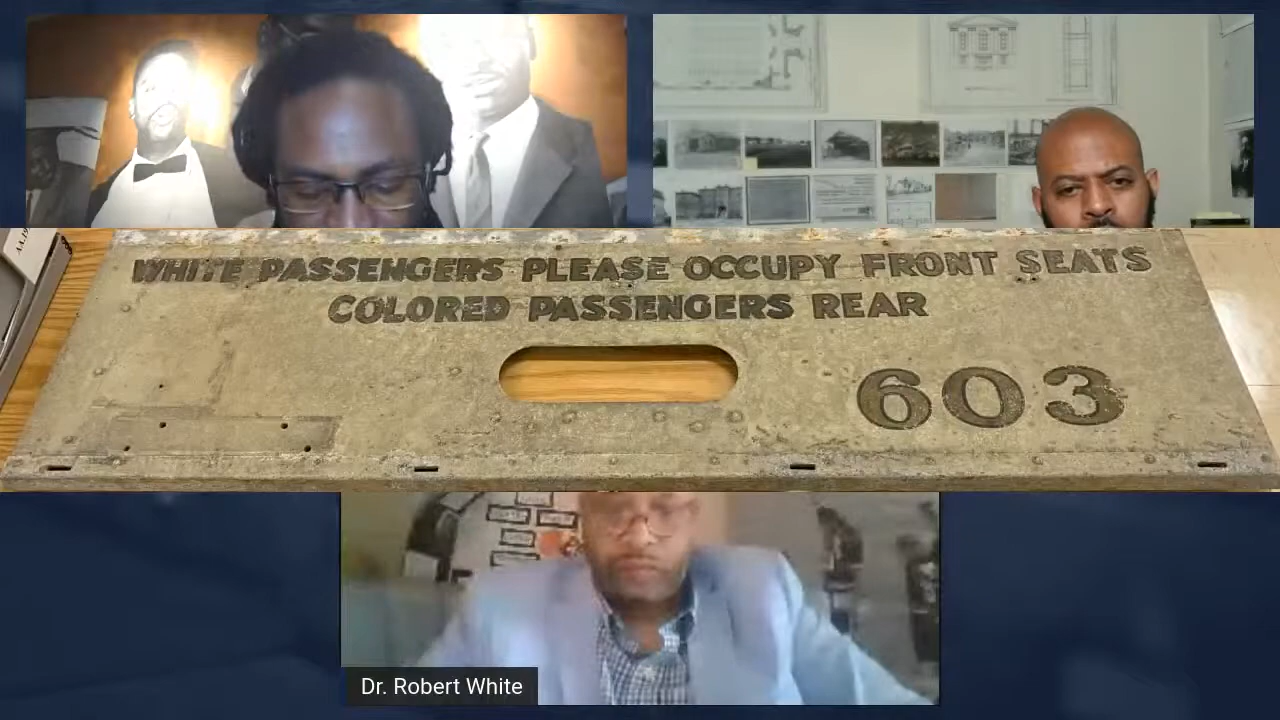 WHITE PASSENGERS PLEASE OCCUPY FRONT SEATS
COLORED PASSENGERS REAR
603
Dr. Robert White